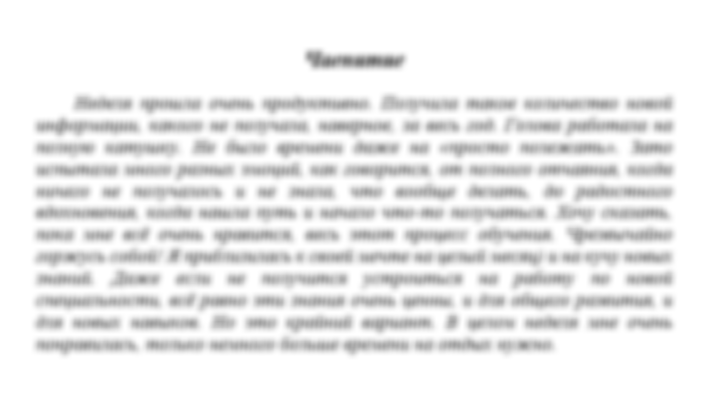 Чаепитие
Неделя прошла очень продуктивно. Получила такое количество новой
информации, какого не получала, наверное, за весь год. Голова работала на
полную катушку. Не было времени даже на «просто полежать». Зато
испытала много разных эмоций, как говорится, от полного отчаяния, когда
ничего не получалось и не знала, что вообще делать, до радостного
вдохновения, когда нашла путь и начало что-то получаться. Хочу сказать,
пока мне всё очень нравится, весь этот процесс обучения. Чрезвычайно
горжусь собой! Я приблизилась к своей мечте на целый месяц и на кучу новых
знаний. Даже если не получится устроиться на работу по новой
специальности, всё равно эти знания очень ценны, и для общего развития, и
для новых навыков. Но это крайний вариант. В целом неделя мне очень
понравилась, только немного больше времени на отдых нужно.